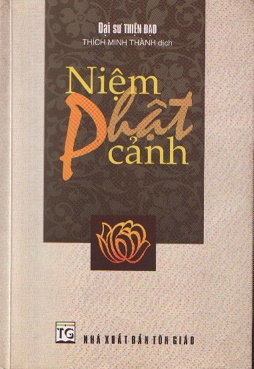 Đại sư THIỆN ĐẠO
THÍCH MINH THÀNH dịch
Niệm
Phật
cảnh
TG
NHÀ XUẤT BẢN TÔN GIÁO